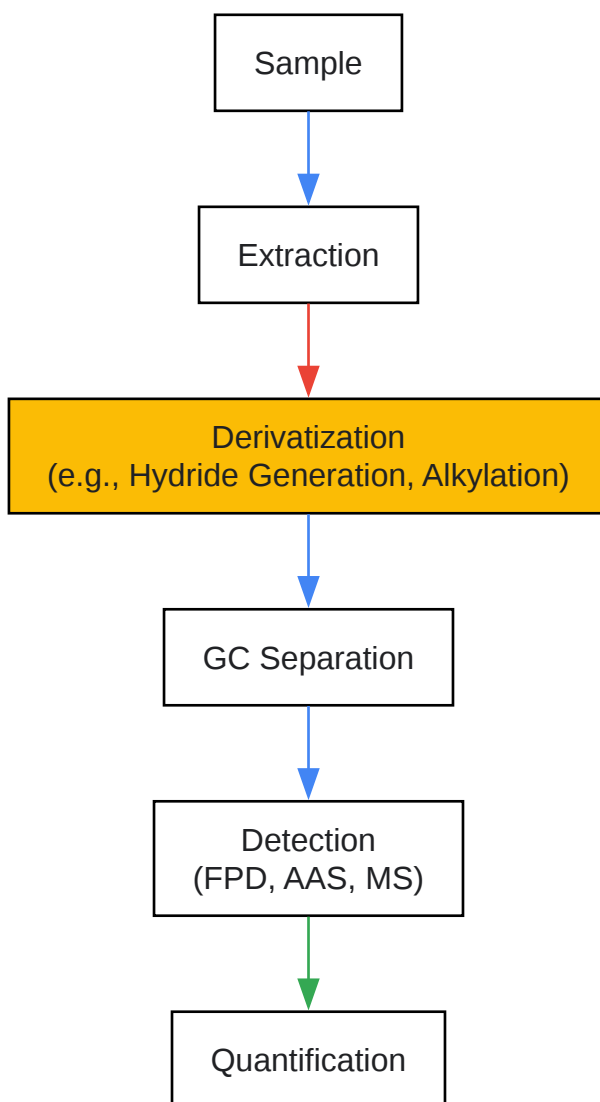 Sample
Extraction
Derivatization
(e.g., Hydride Generation, Alkylation)
GC Separation
Detection
(FPD, AAS, MS)
Quantification